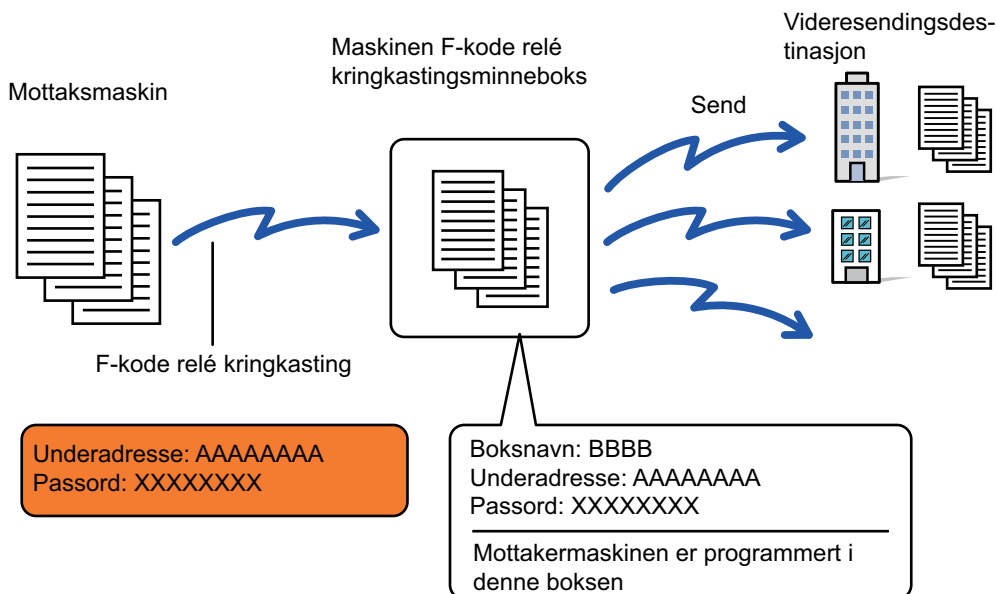 Mottaksmaskin
Maskinen F-kode relé
kringkastingsminneboks
Videresendingsdes-
tinasjon
Send
F-kode relé kringkasting
Underadresse: AAAAAAAA
Passord: XXXXXXXX
Boksnavn: BBBB
Underadresse: AAAAAAAA
Passord: XXXXXXXX
Mottakermaskinen er programmert i
denne boksen